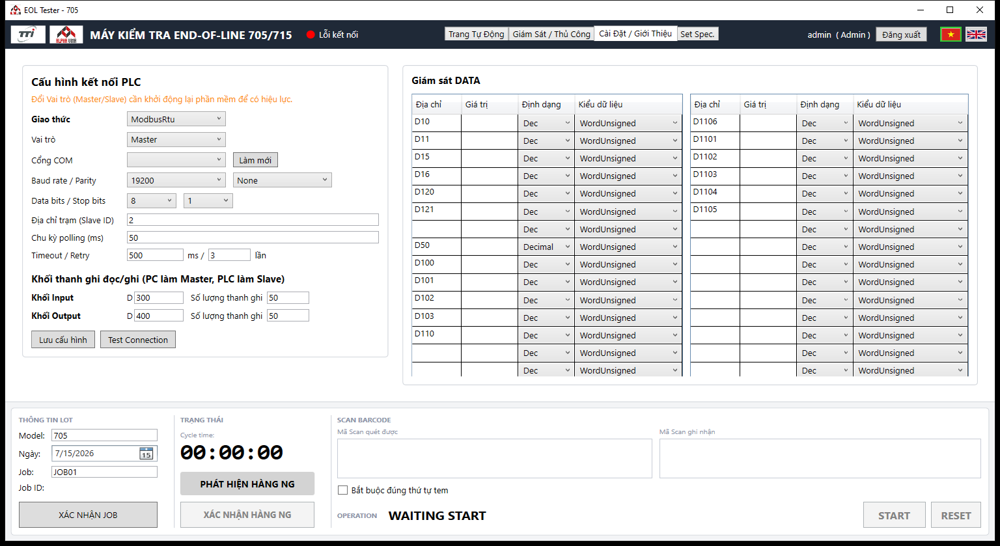 EOL Tester - 705
TTI
ALPHA VINA
MÁY KIỂM TRA END-OF-LINE 705/715
Lỗi kết nối
Trang Tự Động
Giám Sát / Thủ Công
Cài Đặt / Giới Thiệu
Set Spec.
admin ( Admin )
Đăng xuất
Cấu hình kết nối PLC
Đổi Vai trò (Master/Slave) cần khởi động lại phần mềm để có hiệu lực.
Giao thức ModbusRtu
Vai trò Master
Cổng COM Làm mới
Baud rate / Parity 19200 None
Data bits / Stop bits 8 1
Địa chỉ trạm (Slave ID) 2
Chu kỳ polling (ms) 50
Timeout / Retry 500 ms / 3 lần
Khối thanh ghi đọc/ghi (PC làm Master, PLC làm Slave)
Khối Input D 300 Số lượng thanh ghi 50
Khối Output D 400 Số lượng thanh ghi 50
Lưu cấu hình Test Connection
Giám sát DATA
Địa chỉ Giá trị Định dạng Kiểu dữ liệu
D10 Dec WordUnsigned
D11 Dec WordUnsigned
D15 Dec WordUnsigned
D16 Dec WordUnsigned
D120 Dec WordUnsigned
D121 Dec WordUnsigned
Dec WordUnsigned
D50 Decimal WordUnsigned
D100 Dec WordUnsigned
D101 Dec WordUnsigned
D102 Dec WordUnsigned
D103 Dec WordUnsigned
D110 Dec WordUnsigned
Dec WordUnsigned
Dec WordUnsigned
Địa chỉ Giá trị Định dạng Kiểu dữ liệu
D1106 Dec WordUnsigned
D1101 Dec WordUnsigned
D1102 Dec WordUnsigned
D1103 Dec WordUnsigned
D1104 Dec WordUnsigned
D1105 Dec WordUnsigned
Dec WordUnsigned
Dec WordUnsigned
Dec WordUnsigned
Dec WordUnsigned
Dec WordUnsigned
Dec WordUnsigned
Dec WordUnsigned
Dec WordUnsigned
Dec WordUnsigned
THÔNG TIN LOT
Model: 705
Ngày: 7/15/2026 15
Job: JOB01
Job ID:
XÁC NHẬN JOB
TRẠNG THÁI
Cycle time:
00:00:00
PHÁT HIỆN HÀNG NG
XÁC NHẬN HÀNG NG
SCAN BARCODE
Mã Scan quét được
Mã Scan ghi nhận
Bắt buộc đúng thứ tự tem
OPERATION WAITING START
START
RESET